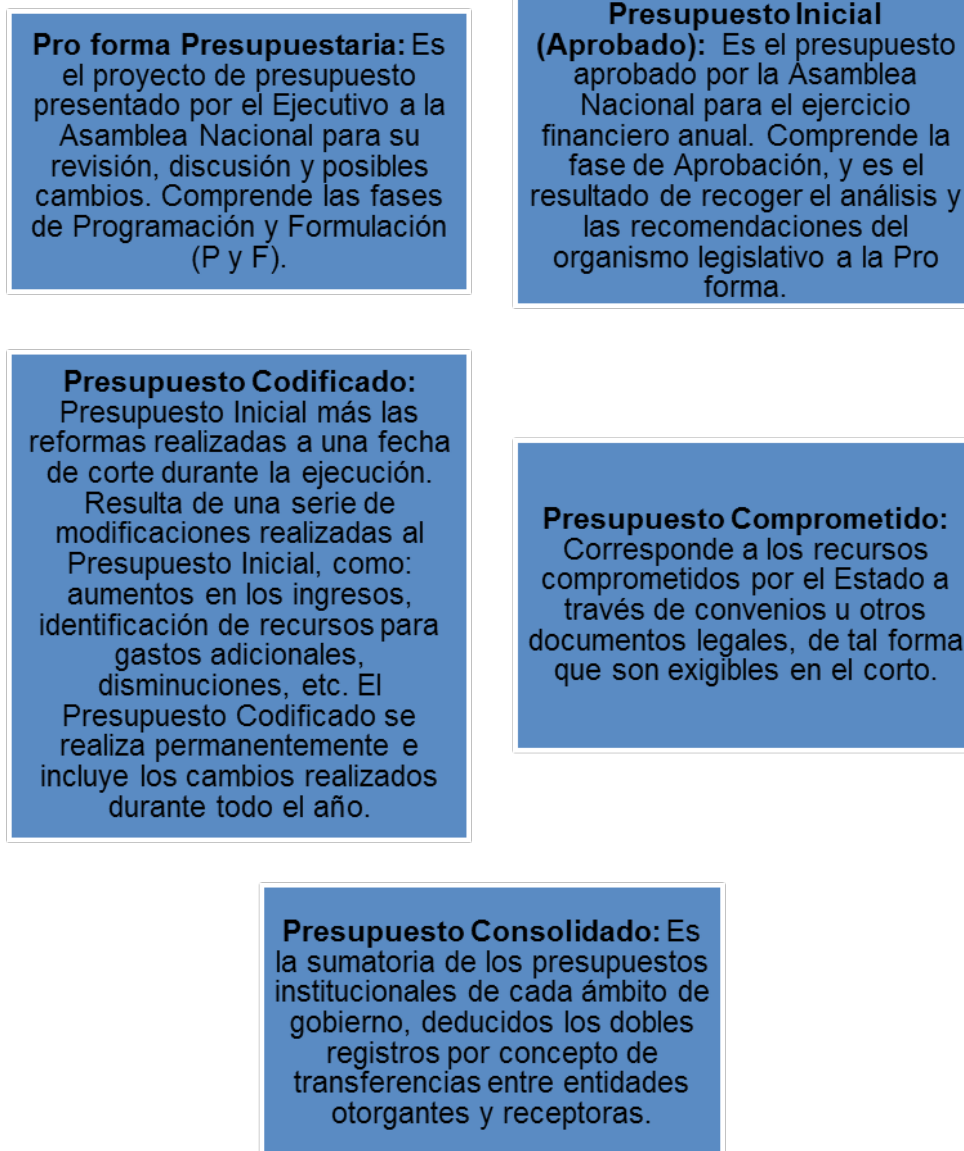 Pro forma Presupuestaria: Es
el proyecto de presupuesto
presentado por el Ejecutivo a la
Asamblea Nacional para su
revisión, discusión y posibles
cambios. Comprende las fases
de Programación y Formulación
(P y F).
Presupuesto Inicial
(Aprobado): Es el presupuesto
aprobado por la Asamblea
Nacional para el ejercicio
financiero anual. Comprende la
fase de Aprobación, y es el
resultado de recoger el análisis y
las recomendaciones del
organismo legislativo a la Pro
forma.
Presupuesto Codificado:
Presupuesto Inicial más las
reformas realizadas a una fecha
de corte durante la ejecución.
Resulta de una serie de
modificaciones realizadas al
Presupuesto Inicial, como:
aumentos en los ingresos,
identificación de recursos para
gastos adicionales,
disminuciones, etc. El
Presupuesto Codificado se
realiza permanentemente e
incluye los cambios realizados
durante todo el año.
Presupuesto Comprometido:
Corresponde a los recursos
comprometidos por el Estado a
través de convenios u otros
documentos legales, de tal forma
que son exigibles en el corto.
Presupuesto Consolidado: Es
la sumatoria de los presupuestos
institucionales de cada ámbito de
gobierno, deducidos los dobles
registros por concepto de
transferencias entre entidades
otorgantes y receptoras.